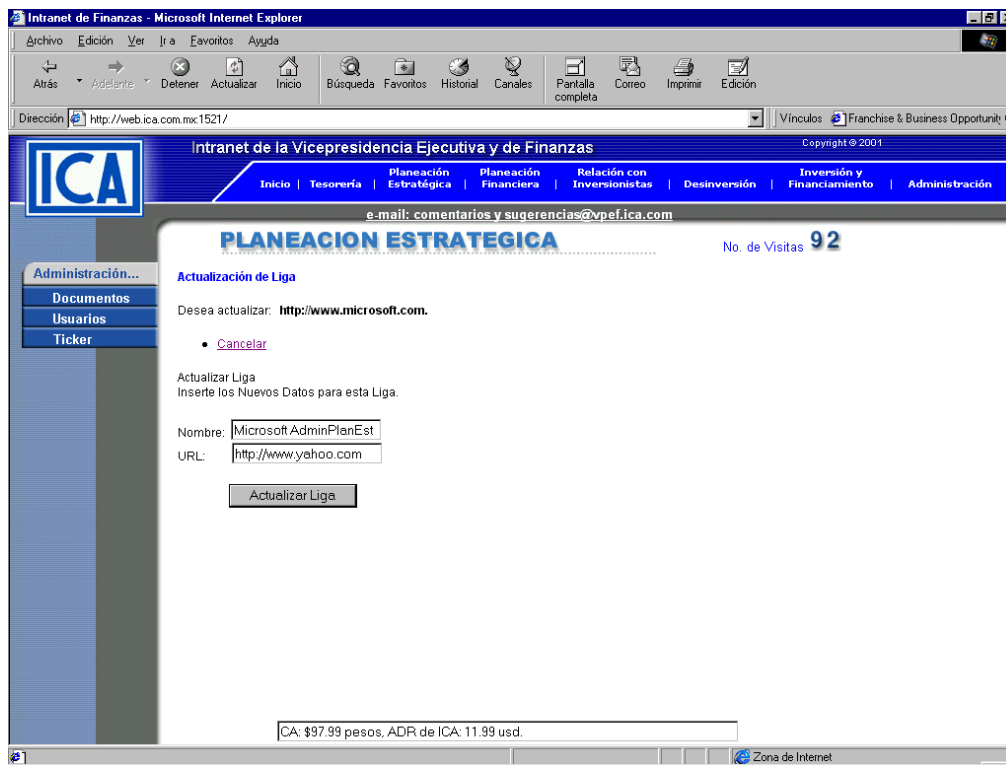 Intranet de Finanzas - Microsoft Internet Explorer
Archivo Edición Ver Ir a Favoritos Ayuda
Atrás Adelante Detener Actualizar Inicio Búsqueda Favoritos Historial Canales Pantalla completa Correo Imprimir Edición
Dirección http://web.ica.com.mx:1521/ Vínculos Franchise & Business Opportunity
ICA
Intranet de la Vicepresidencia Ejecutiva y de Finanzas Copyright © 2001
Inicio | Tesorería | Planeación Estratégica | Planeación Financiera | Relación con Inversionistas | Desinversión | Inversión y Financiamiento | Administración
e-mail: comentarios y sugerencias@vpef.ica.com
PLANEACION ESTRATEGICA
No. de Visitas 92
Administración...
Documentos
Usuarios
Ticker
Actualización de Liga
Desea actualizar: http://www.microsoft.com.
Cancelar
Actualizar Liga
Inserte los Nuevos Datos para esta Liga.
Nombre: Microsoft AdminPlanEst
URL: http://www.yahoo.com
Actualizar Liga
CA: $97.99 pesos, ADR de ICA: 11.99 usd.
Zona de Internet